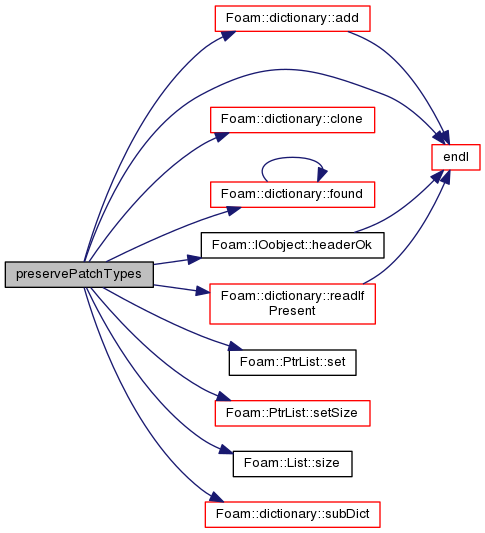 Foam::dictionary::add
Foam::dictionary::clone
endl
Foam::dictionary::found
Foam::IOobject::headerOk
preservePatchTypes
Foam::dictionary::readIf
Present
Foam::PtrList::set
Foam::PtrList::setSize
Foam::List::size
Foam::dictionary::subDict